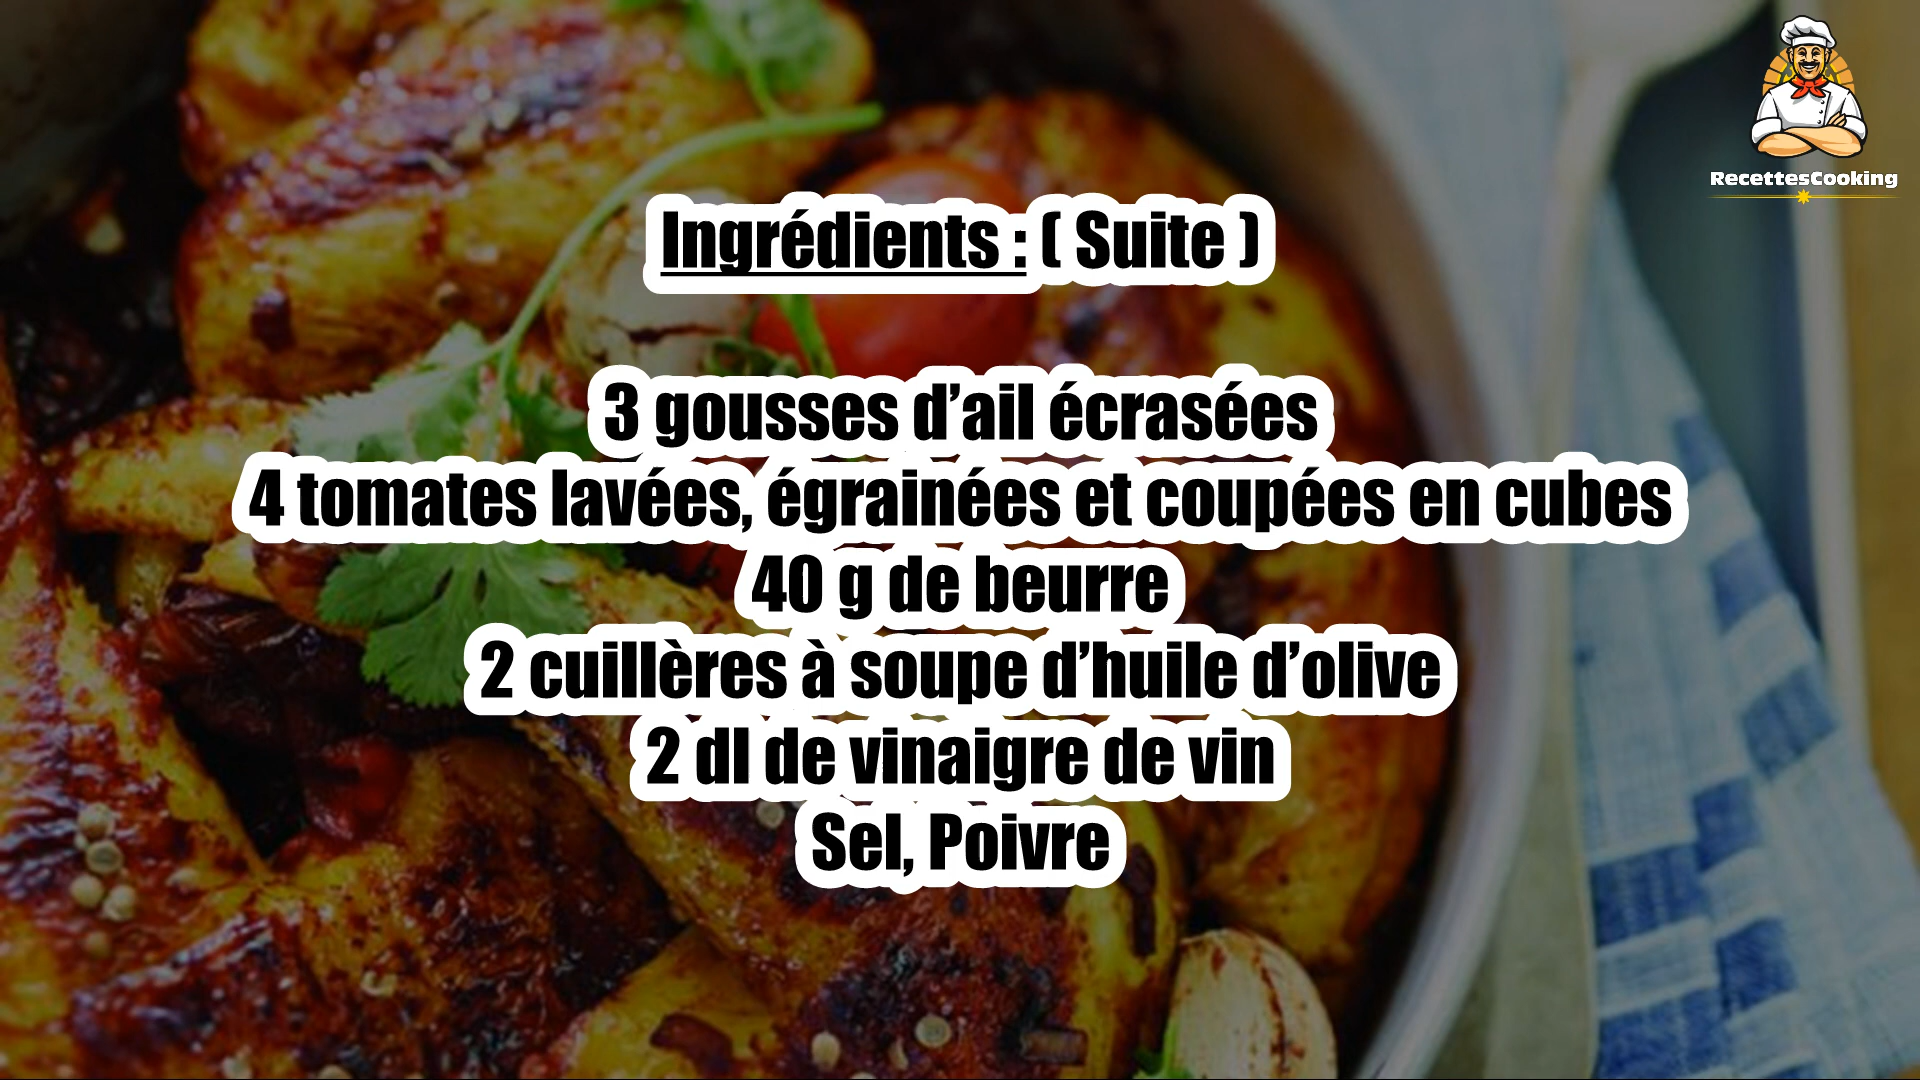 RecettesCooking
Ingrédients : ( Suite )
3 gousses d’ail écrasées
4 tomates lavées, égrainées et coupées en cubes
40 g de beurre
2 cuillères à soupe d’huile d’olive
2 dl de vinaigre de vin
Sel, Poivre